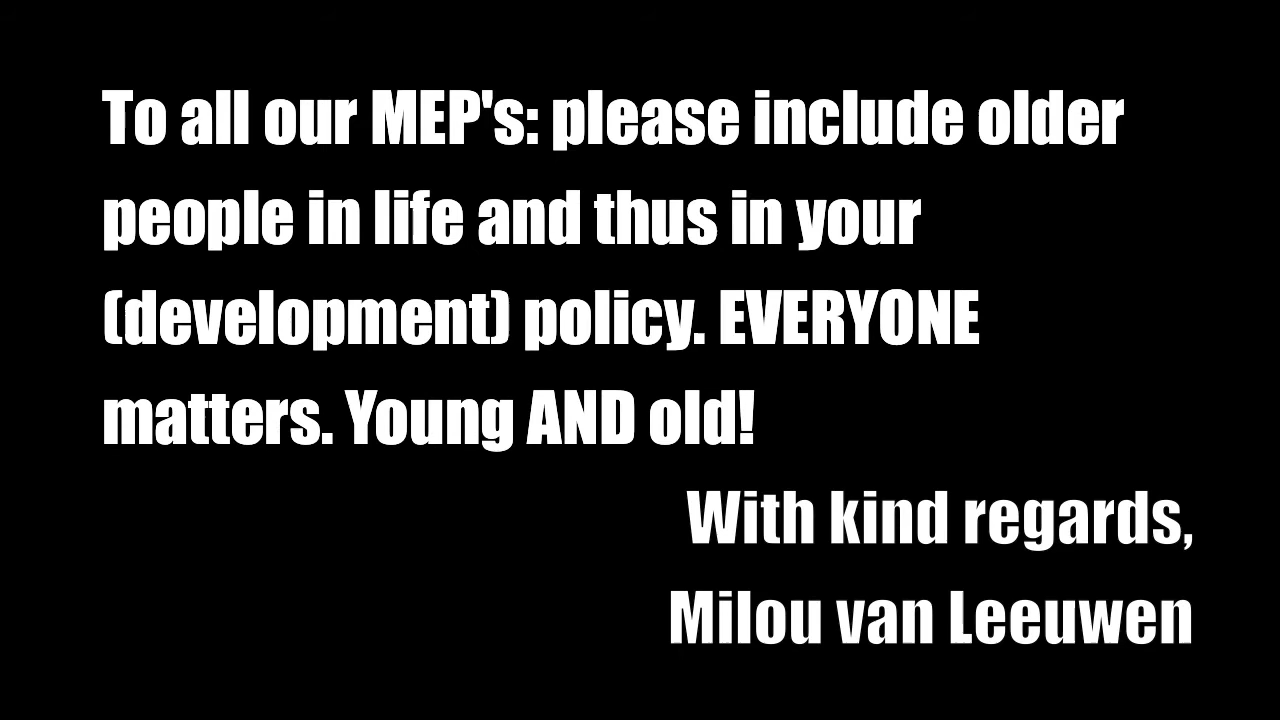 To all our MEP's: please include older
people in life and thus in your
(development) policy. EVERYONE
matters. Young AND old!
With kind regards,
Milou van Leeuwen